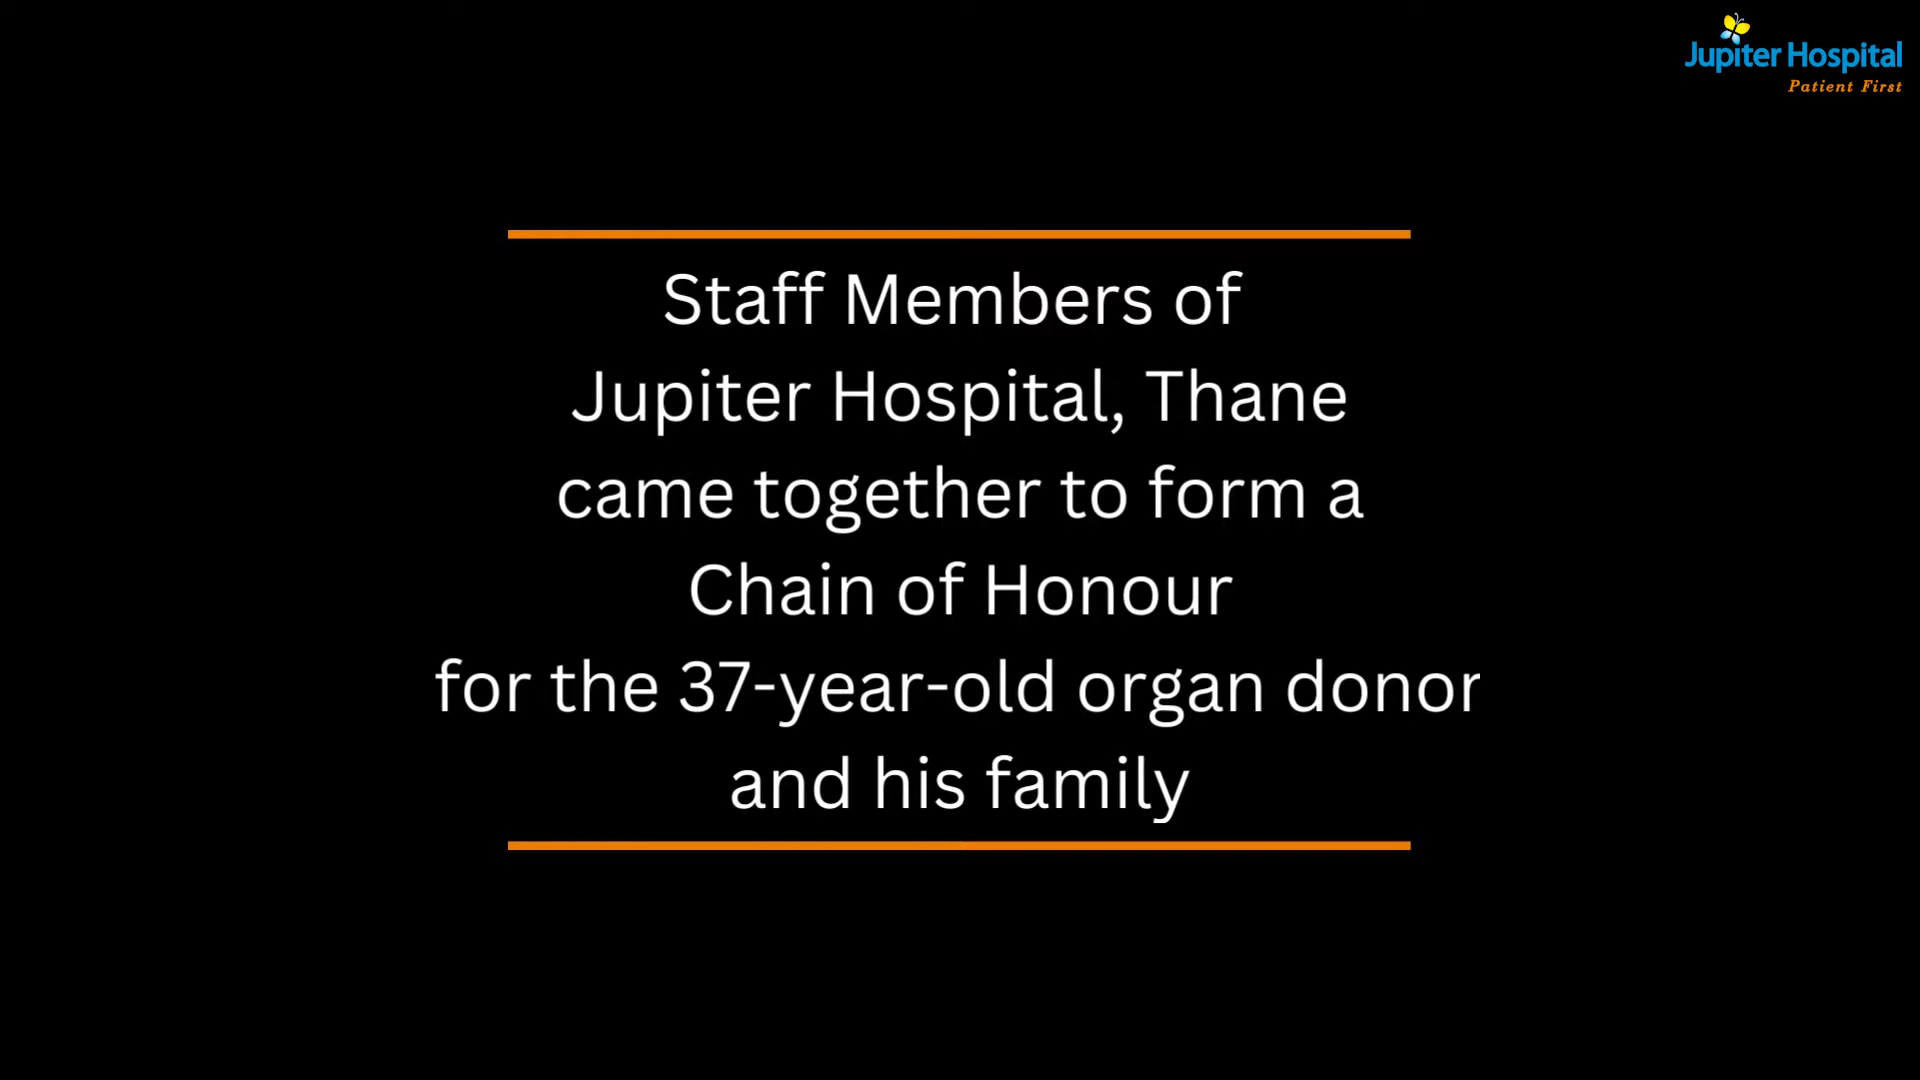 Jupiter Hospital
Patient First
Staff Members of
Jupiter Hospital, Thane
came together to form a
Chain of Honour
for the 37-year-old organ donor
and his family